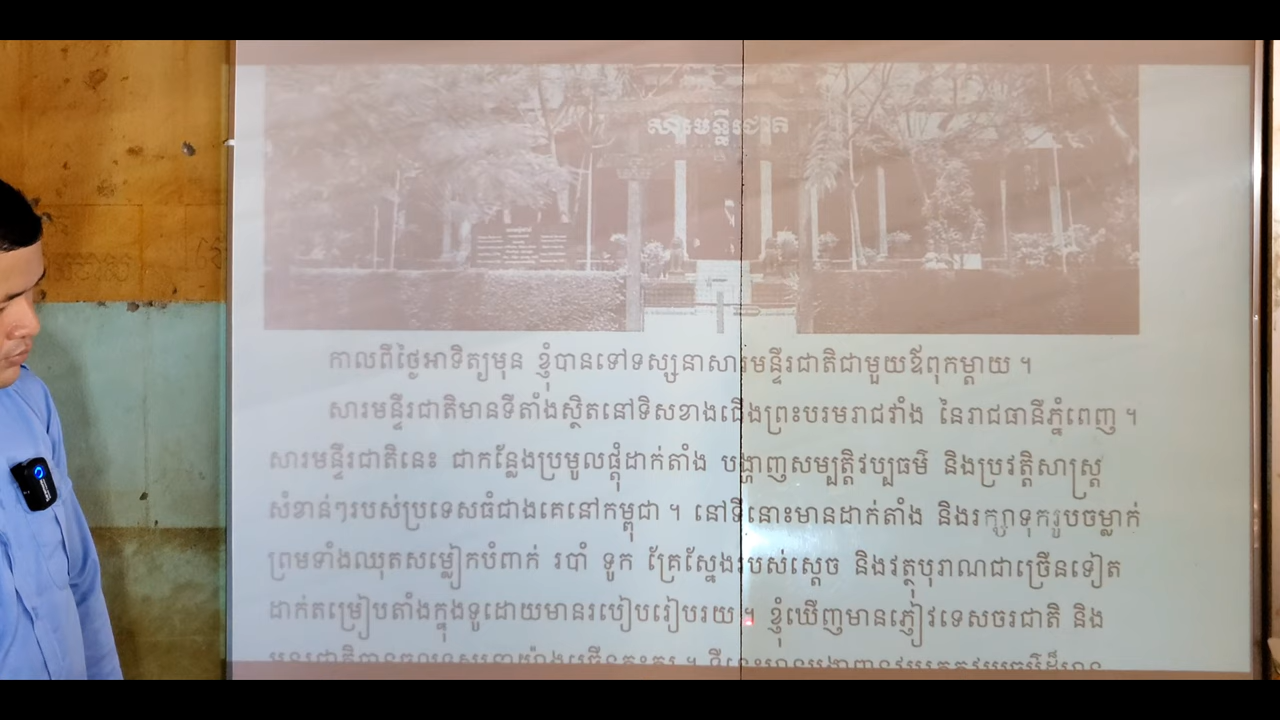 សារមន្ទីរជាតិ
កាលពីថ្ងៃអាទិត្យមុន ខ្ញុំបានទៅទស្សនាសារមន្ទីរជាតិជាមួយឪពុកម្ដាយ ។
សារមន្ទីរជាតិមានទីតាំងស្ថិតនៅទិសខាងជើងព្រះបរមរាជវាំង នៃរាជធានីភ្នំពេញ ។
សារមន្ទីរជាតិនេះ ជាកន្លែងប្រមូលផ្ដុំដាក់តាំង បង្ហាញសម្បត្តិវប្បធម៌ និងប្រវត្តិសាស្ត្រ
សំខាន់ៗរបស់ប្រទេសធំជាងគេនៅកម្ពុជា ។ នៅទីនោះមានដាក់តាំង និងរក្សាទុករូបចម្លាក់
ព្រមទាំងឈុតសម្លៀកបំពាក់ របាំ ទូក គ្រែស្នែងរបស់ស្ដេច និងវត្ថុបុរាណជាច្រើនទៀត
ដាក់តម្រៀបតាំងក្នុងទូដោយមានរបៀបរៀបរយ ។ ខ្ញុំឃើញមានភ្ញៀវទេសចរជាតិ និង